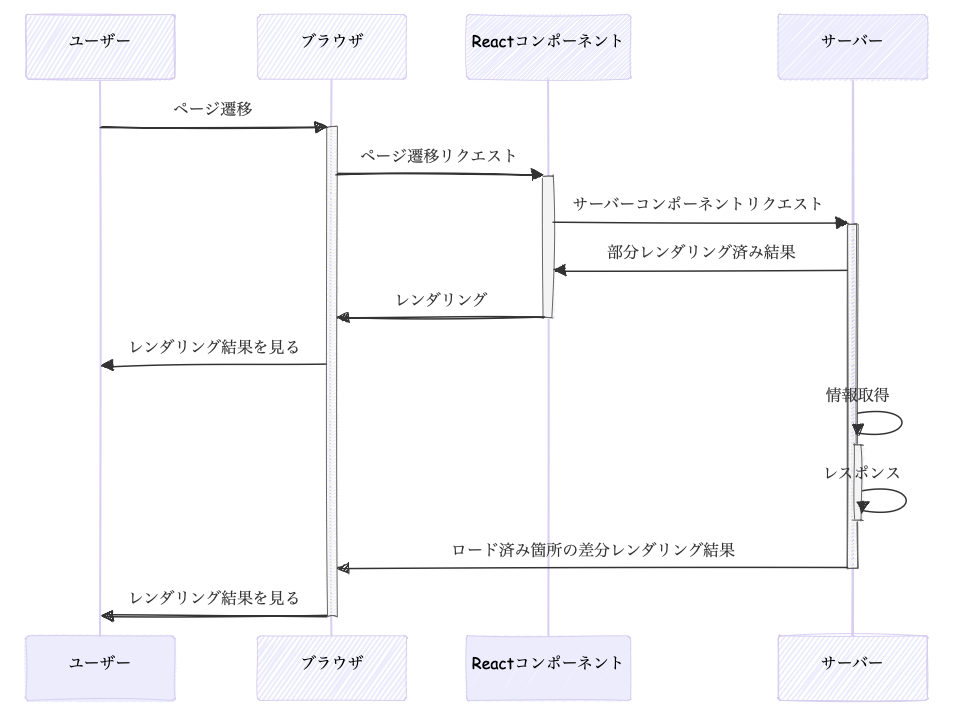 ユーザー
ブラウザ
Reactコンポーネント
サーバー
ページ遷移
ページ遷移リクエスト
サーバーコンポーネントリクエスト
部分レンダリング済み結果
レンダリング
レンダリング結果を見る
情報取得
レスポンス
ロード済み箇所の差分レンダリング結果
レンダリング結果を見る
ユーザー
ブラウザ
Reactコンポーネント
サーバー